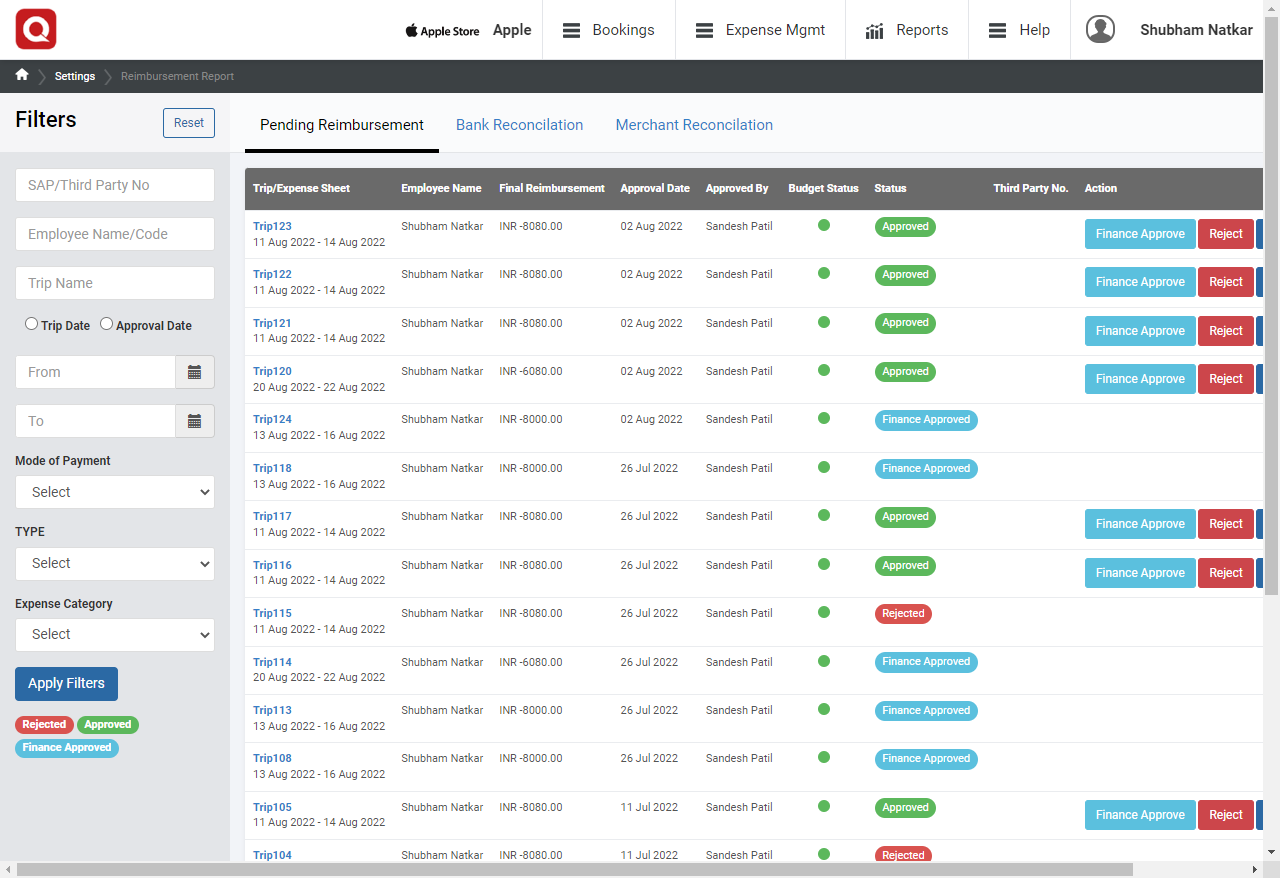 Apple Store Apple Bookings Expense Mgmt Reports Help Shubham Natkar
Settings Reimbursement Report
Filters Reset
Pending Reimbursement Bank Reconcilation Merchant Reconcilation
SAP/Third Party No
Employee Name/Code
Trip Name
Trip Date Approval Date
From
To
Mode of Payment
Select
TYPE
Select
Expense Category
Select
Apply Filters
Rejected Approved
Finance Approved
Trip/Expense Sheet Employee Name Final Reimbursement Approval Date Approved By Budget Status Status Third Party No. Action
Trip123 Shubham Natkar INR -8080.00 02 Aug 2022 Sandesh Patil Approved Finance Approve Reject
11 Aug 2022 - 14 Aug 2022
Trip122 Shubham Natkar INR -8080.00 02 Aug 2022 Sandesh Patil Approved Finance Approve Reject
11 Aug 2022 - 14 Aug 2022
Trip121 Shubham Natkar INR -8080.00 02 Aug 2022 Sandesh Patil Approved Finance Approve Reject
11 Aug 2022 - 14 Aug 2022
Trip120 Shubham Natkar INR -6080.00 02 Aug 2022 Sandesh Patil Approved Finance Approve Reject
20 Aug 2022 - 22 Aug 2022
Trip124 Shubham Natkar INR -8000.00 02 Aug 2022 Sandesh Patil Finance Approved
13 Aug 2022 - 16 Aug 2022
Trip118 Shubham Natkar INR -8000.00 26 Jul 2022 Sandesh Patil Finance Approved
13 Aug 2022 - 16 Aug 2022
Trip117 Shubham Natkar INR -8080.00 26 Jul 2022 Sandesh Patil Approved Finance Approve Reject
11 Aug 2022 - 14 Aug 2022
Trip116 Shubham Natkar INR -8080.00 26 Jul 2022 Sandesh Patil Approved Finance Approve Reject
11 Aug 2022 - 14 Aug 2022
Trip115 Shubham Natkar INR -8080.00 26 Jul 2022 Sandesh Patil Rejected
11 Aug 2022 - 14 Aug 2022
Trip114 Shubham Natkar INR -6080.00 26 Jul 2022 Sandesh Patil Finance Approved
20 Aug 2022 - 22 Aug 2022
Trip113 Shubham Natkar INR -8000.00 26 Jul 2022 Sandesh Patil Finance Approved
13 Aug 2022 - 16 Aug 2022
Trip108 Shubham Natkar INR -8000.00 26 Jul 2022 Sandesh Patil Finance Approved
13 Aug 2022 - 16 Aug 2022
Trip105 Shubham Natkar INR -8080.00 11 Jul 2022 Sandesh Patil Approved Finance Approve Reject
11 Aug 2022 - 14 Aug 2022
Trip104 Shubham Natkar INR -8080.00 11 Jul 2022 Sandesh Patil Rejected